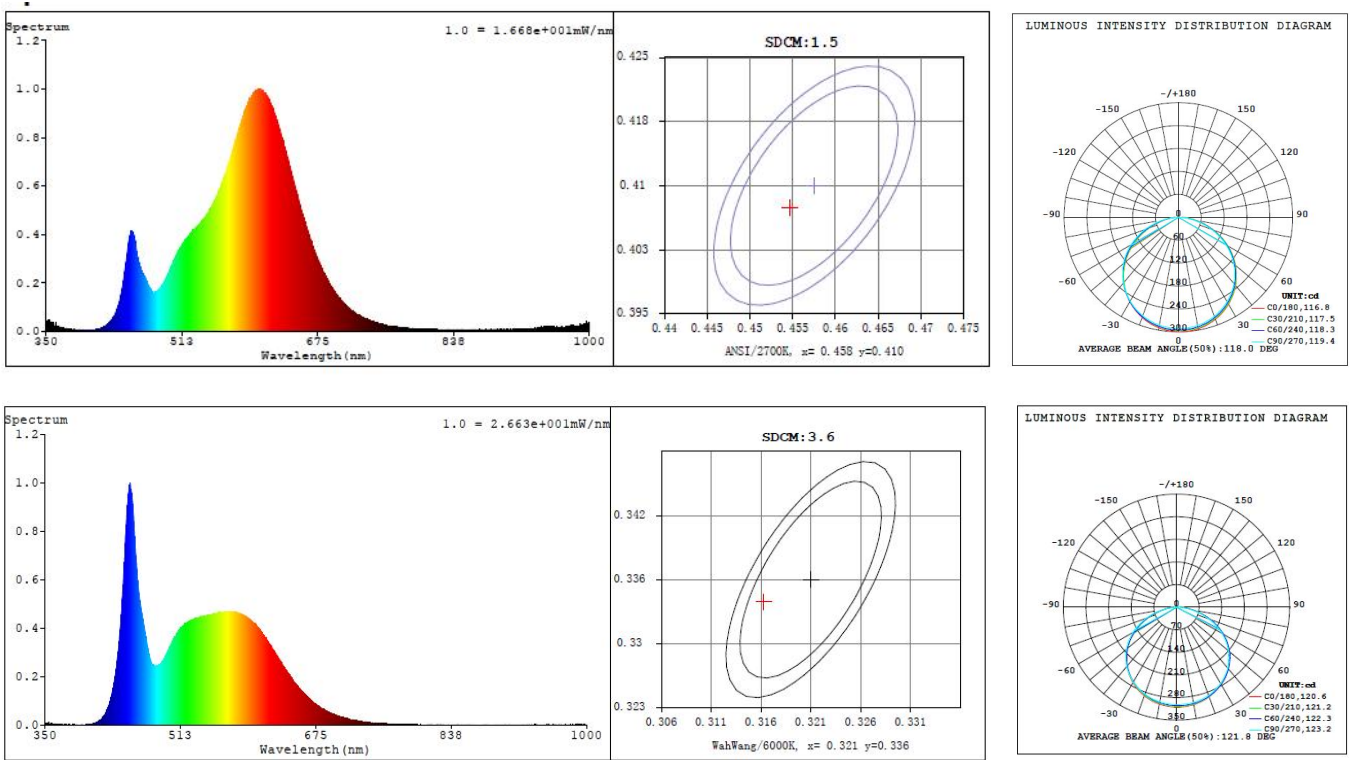 Spectrum
1.0 = 1.668e+001mW/nm
1.2
1.0
0.8
0.6
0.4
0.2
0.0
350 513 675 838 1000
Wavelength(nm)
SDCM:1.5
0.425
0.418
0.41
0.403
0.395
0.44 0.445 0.45 0.455 0.46 0.465 0.47 0.475
ANSI/2700K, x= 0.458 y=0.410
LUMINOUS INTENSITY DISTRIBUTION DIAGRAM
-/+180
-150 150
-120 120
-90 90
-60 60
-30 30
0
0
60
120
180
240
300
UNIT:cd
C0/180,116.8
C30/210,117.5
C60/240,118.3
C90/270,119.4
AVERAGE BEAM ANGLE(50%):118.0 DEG
Spectrum
1.0 = 2.663e+001mW/nm
1.2
1.0
0.8
0.6
0.4
0.2
0.0
350 513 675 838 1000
Wavelength(nm)
SDCM:3.6
0.342
0.336
0.33
0.323
0.306 0.311 0.316 0.321 0.326 0.331
WahWang/6000K, x= 0.321 y=0.336
LUMINOUS INTENSITY DISTRIBUTION DIAGRAM
-/+180
-150 150
-120 120
-90 90
-60 60
-30 30
0
0
70
140
210
280
350
UNIT:cd
C0/180,120.6
C30/210,121.2
C60/240,122.3
C90/270,123.2
AVERAGE BEAM ANGLE(50%):121.8 DEG